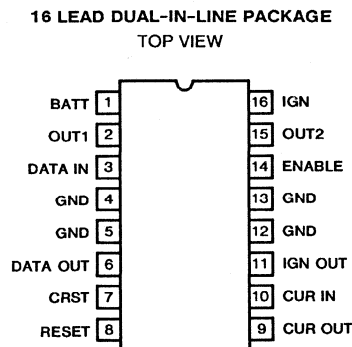 16 LEAD DUAL-IN-LINE PACKAGE
TOP VIEW
BATT 1 16 IGN
OUT1 2 15 OUT2
DATA IN 3 14 ENABLE
GND 4 13 GND
GND 5 12 GND
DATA OUT 6 11 IGN OUT
CRST 7 10 CUR IN
RESET 8 9 CUR OUT